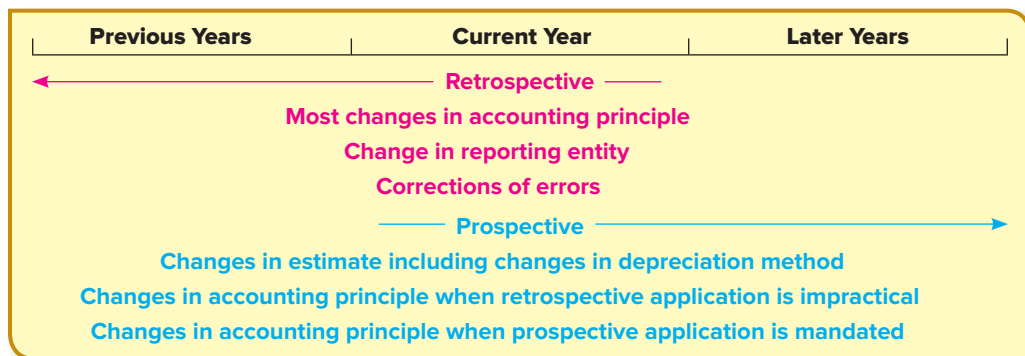 Previous Years Current Year Later Years
Retrospective
Most changes in accounting principle
Change in reporting entity
Corrections of errors
Prospective
Changes in estimate including changes in depreciation method
Changes in accounting principle when retrospective application is impractical
Changes in accounting principle when prospective application is mandated